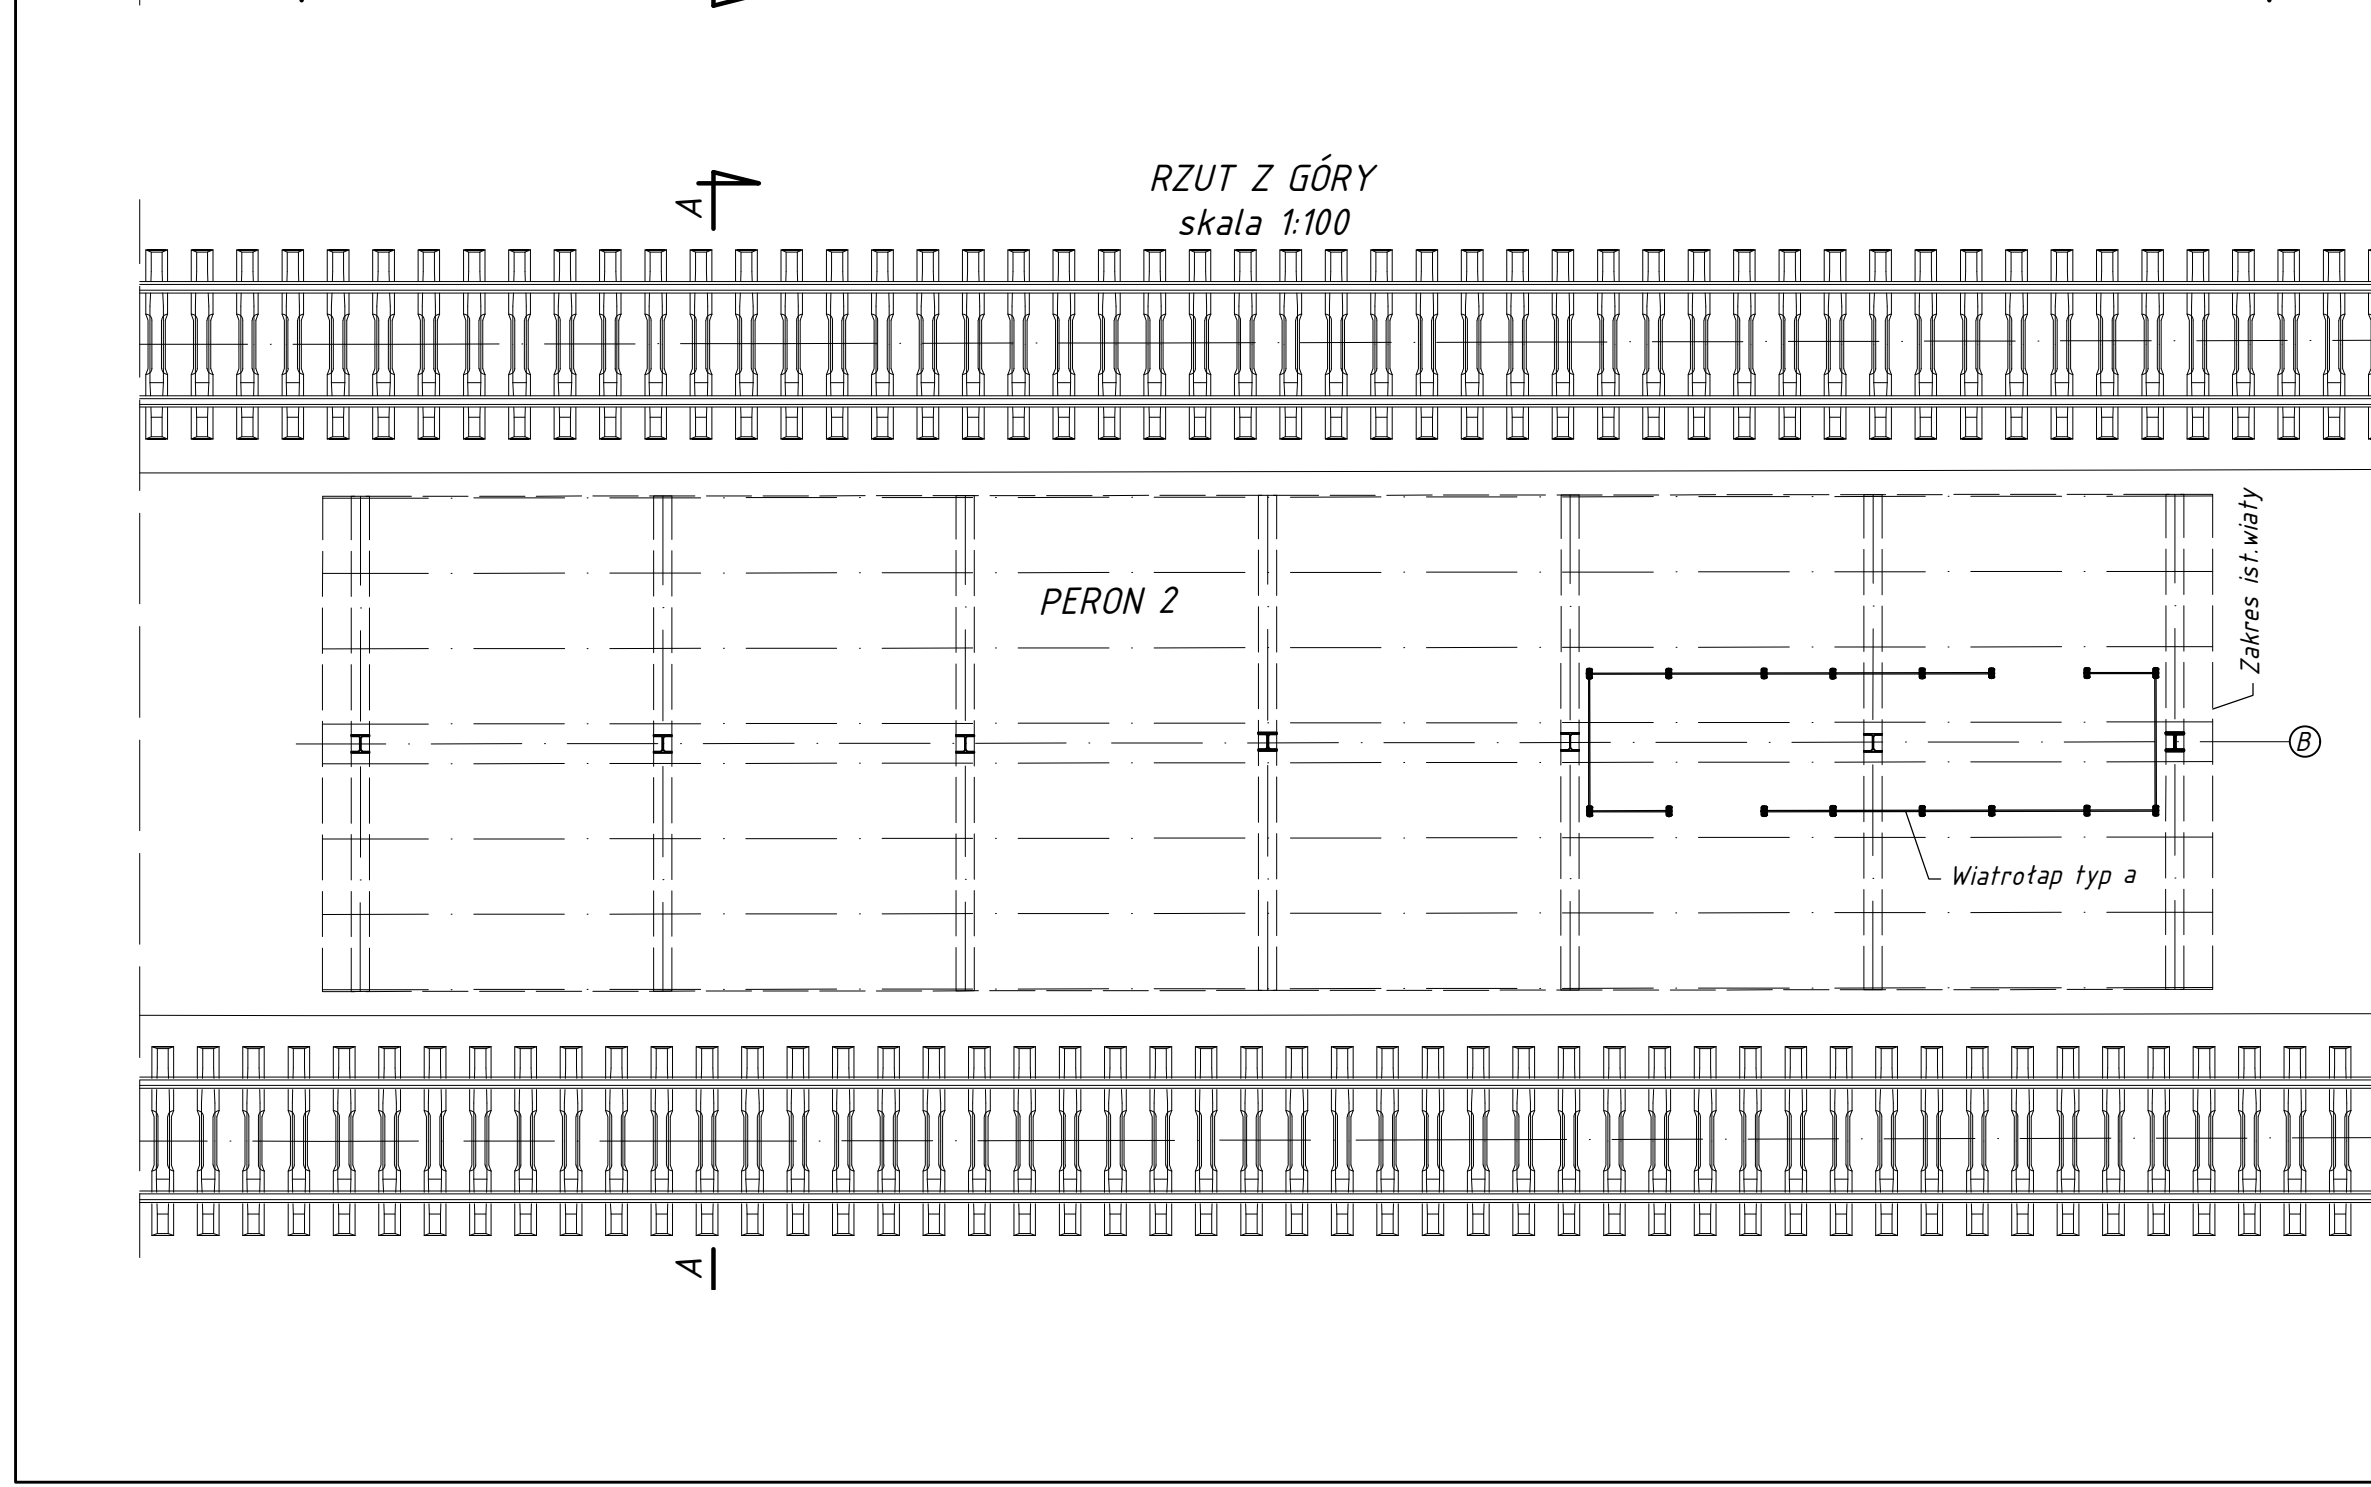 A
RZUT Z GÓRY
skala 1:100
Zakres ist.wiaty
PERON 2
B
Wiatrołap typ a
A